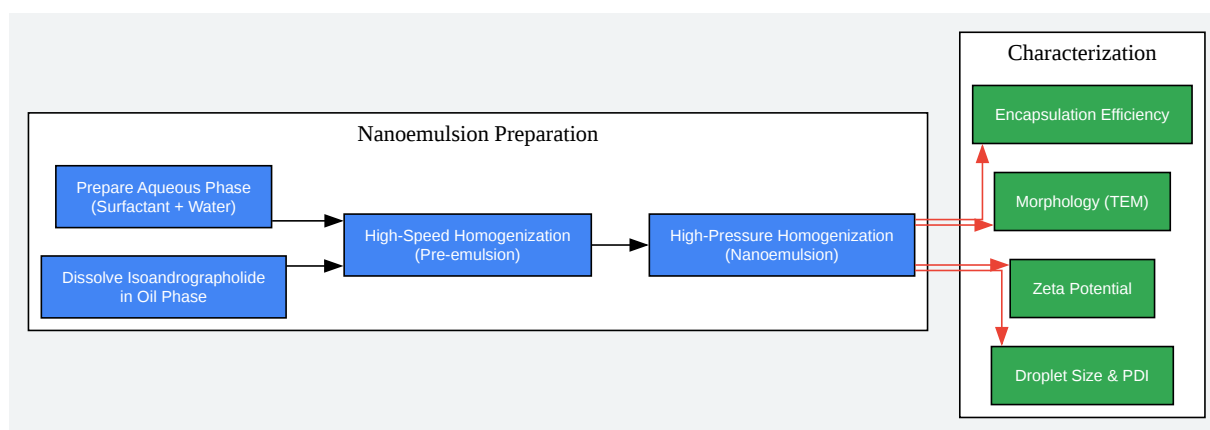 Nanoemulsion Preparation
Prepare Aqueous Phase
(Surfactant + Water)
Dissolve Isoandrographolide
in Oil Phase
High-Speed Homogenization
(Pre-emulsion)
High-Pressure Homogenization
(Nanoemulsion)
Characterization
Encapsulation Efficiency
Morphology (TEM)
Zeta Potential
Droplet Size & PDI